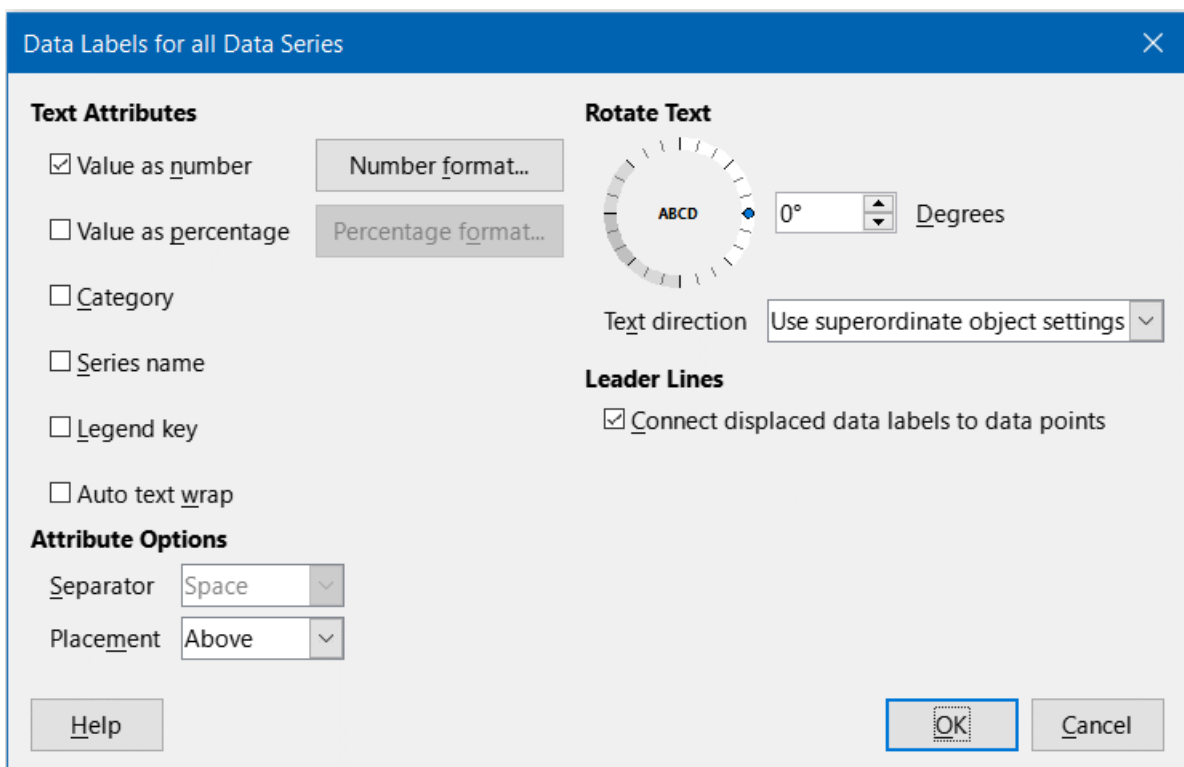 Data Labels for all Data Series
Text Attributes
Value as number
Number format...
Value as percentage
Percentage format...
Category
Series name
Legend key
Auto text wrap
Attribute Options
Separator
Space
Placement
Above
Rotate Text
ABCD
0°
Degrees
Text direction
Use superordinate object settings
Leader Lines
Connect displaced data labels to data points
Help
OK
Cancel